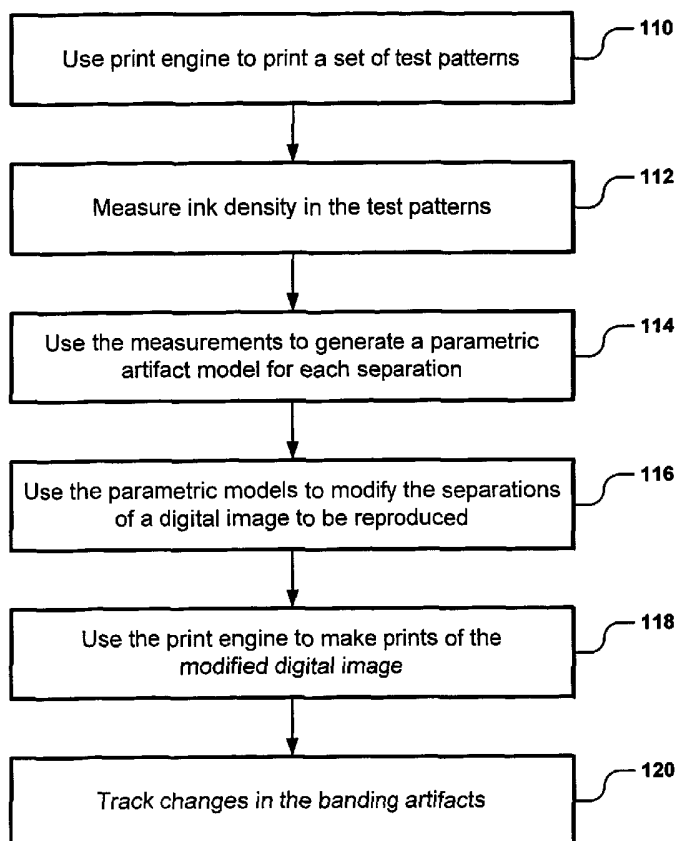 110
Use print engine to print a set of test patterns
112
Measure ink density in the test patterns
114
Use the measurements to generate a parametric
artifact model for each separation
116
Use the parametric models to modify the separations
of a digital image to be reproduced
118
Use the print engine to make prints of the
modified digital image
120
Track changes in the banding artifacts